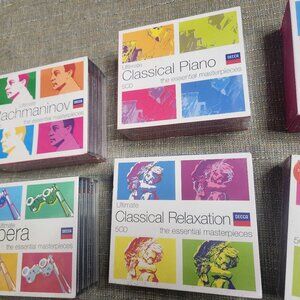 Ultimate
Rachmaninov
the essential masterpieces
DECCA
Ultimate
Classical Piano
5CD
the essential masterpieces
DECCA
pera
the essential masterpieces
Ultimate
Classical Relaxation
DECCA
5CD
the essential masterpieces